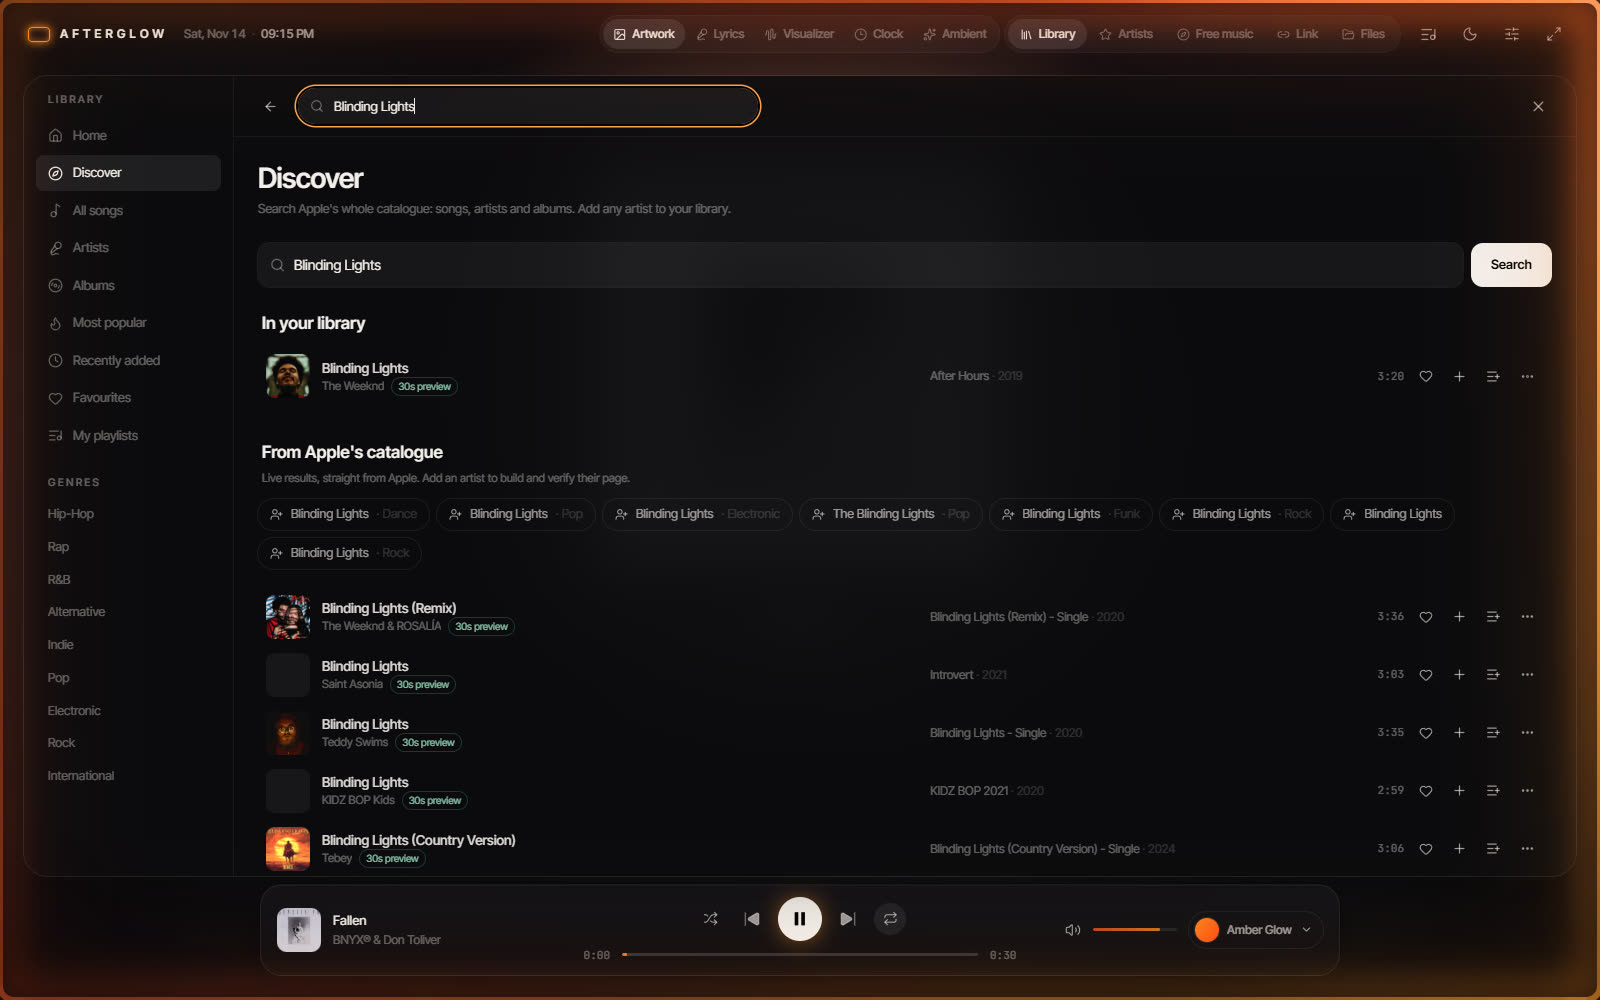 AFTERGLOW Sat, Nov 14 · 09:15 PM Artwork Lyrics Visualizer Clock Ambient Library Artists Free music Link Files
LIBRARY
Home
Discover
All songs
Artists
Albums
Most popular
Recently added
Favourites
My playlists
GENRES
Hip-Hop
Rap
R&B
Alternative
Indie
Pop
Electronic
Rock
International
Blinding Lights
Discover
Search Apple's whole catalogue: songs, artists and albums. Add any artist to your library.
Blinding Lights Search
In your library
Blinding Lights
The Weeknd 30s preview
After Hours · 2019 3:20
From Apple's catalogue
Live results, straight from Apple. Add an artist to build and verify their page.
Blinding Lights · Dance Blinding Lights · Pop Blinding Lights · Electronic The Blinding Lights · Pop Blinding Lights · Funk Blinding Lights · Rock Blinding Lights
Blinding Lights · Rock
Blinding Lights (Remix)
The Weeknd & ROSALÍA 30s preview
Blinding Lights (Remix) - Single · 2020 3:36
Blinding Lights
Saint Asonia 30s preview
Introvert · 2021 3:03
Blinding Lights
Teddy Swims 30s preview
Blinding Lights - Single · 2020 3:35
Blinding Lights
KIDZ BOP Kids 30s preview
KIDZ BOP 2021 · 2020 2:59
Blinding Lights (Country Version)
Tebey 30s preview
Blinding Lights (Country Version) - Single · 2024 3:06
Fallen
BNYX® & Don Toliver
0:00 0:30
Amber Glow